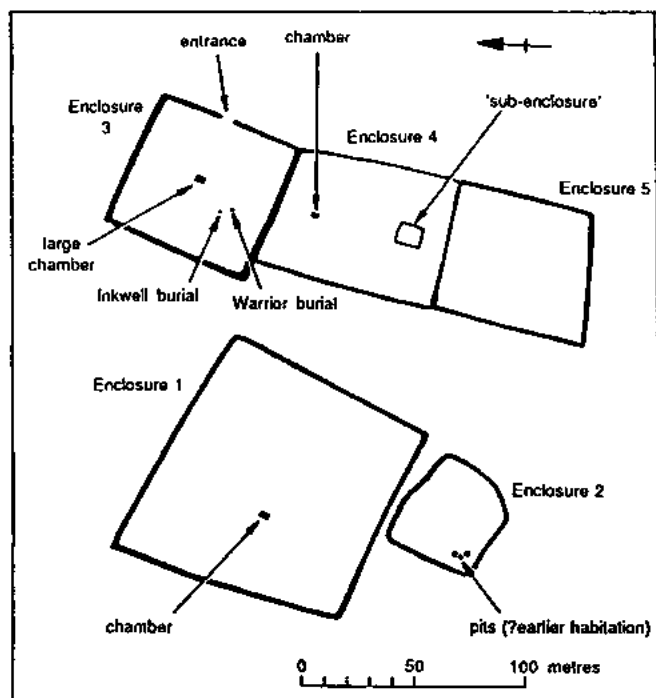 entrance
chamber
Enclosure
3
Enclosure 4
'sub-enclosure'
Enclosure 5
large
chamber
Inkwell burial
Warrior burial
Enclosure 1
Enclosure 2
chamber
pits (?earlier habitation)
0 50 100 metres